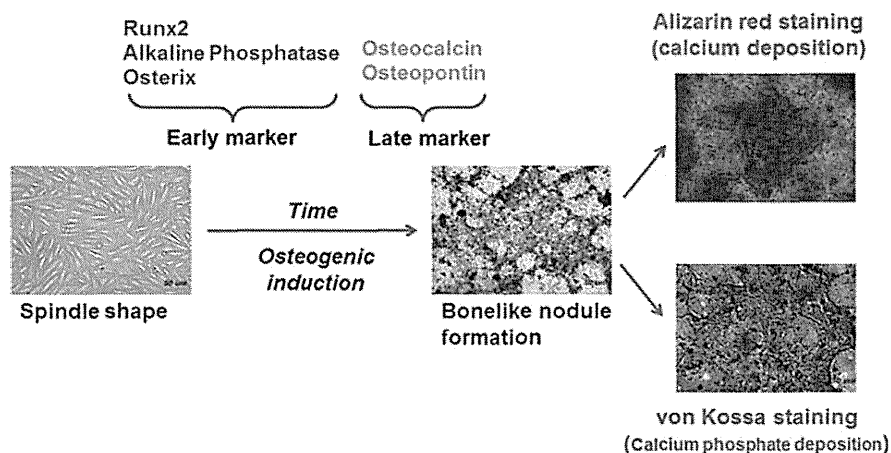 Runx2
Alkaline Phosphatase
Osterix
Early marker
Osteocalcin
Osteopontin
Late marker
Alizarin red staining
(calcium deposition)
Time
Osteogenic
induction
Spindle shape
Bonelike nodule
formation
von Kossa staining
(Calcium phosphate deposition)